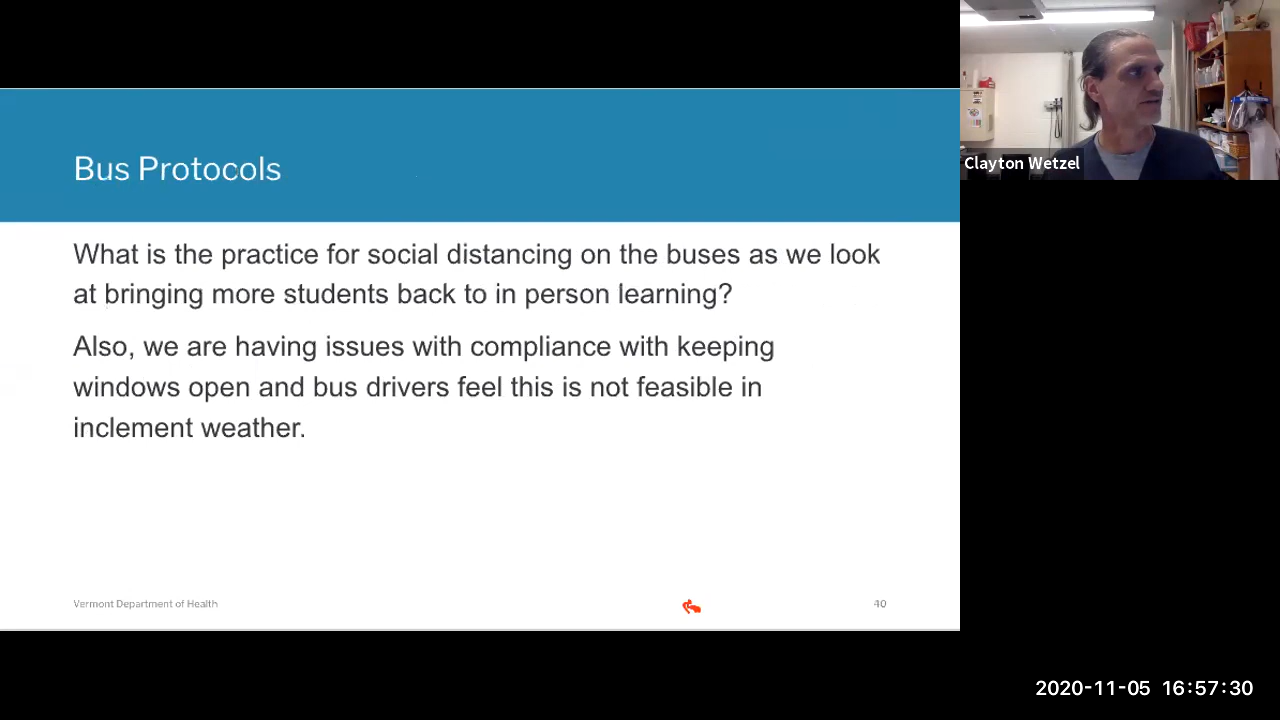 Bus Protocols
Clayton Wetzel
What is the practice for social distancing on the buses as we look
at bringing more students back to in person learning?
Also, we are having issues with compliance with keeping
windows open and bus drivers feel this is not feasible in
inclement weather.
Vermont Department of Health
40
2020-11-05 16:57:30